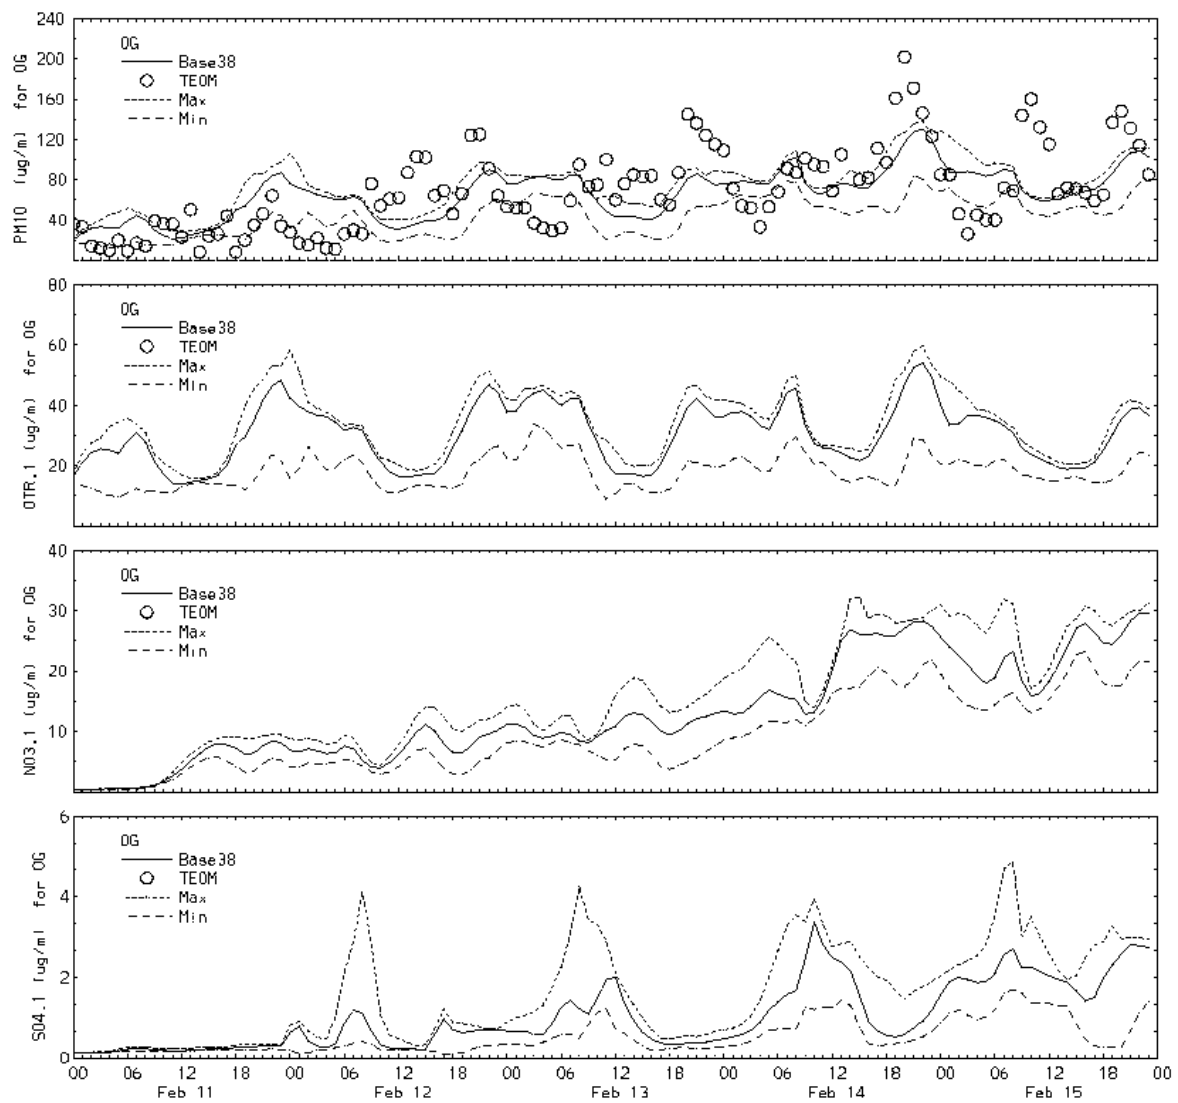 240
200
160
120
80
40
PM10 (ug/m) for OG
OG
Base38
TEOM
Max
Min
80
60
40
20
OTR.1 (ug/m) for OG
OG
Base38
TEOM
Max
Min
40
30
20
10
NO3.1 (ug/m) for OG
OG
Base38
TEOM
Max
Min
6
4
2
0
SO4.1 (ug/m) for OG
OG
Base38
TEOM
Max
Min
06 12 18 00 06 12 18 00 06 12 18 00 06 12 18 00 06 12 18 00
Feb 11 Feb 12 Feb 13 Feb 14 Feb 15